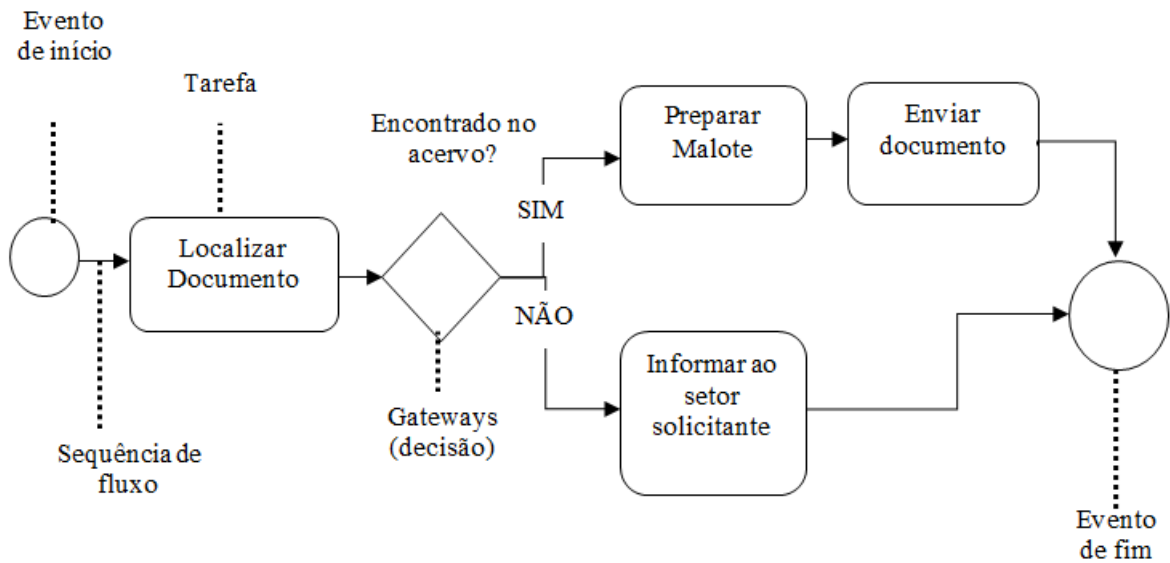 Evento
de início
Tarefa
Encontrado no
acervo?
Preparar
Malote
Enviar
documento
SIM
Localizar
Documento
NÃO
Informar ao
setor
solicitante
Gateways
(decisão)
Sequência de
fluxo
Evento
de fim